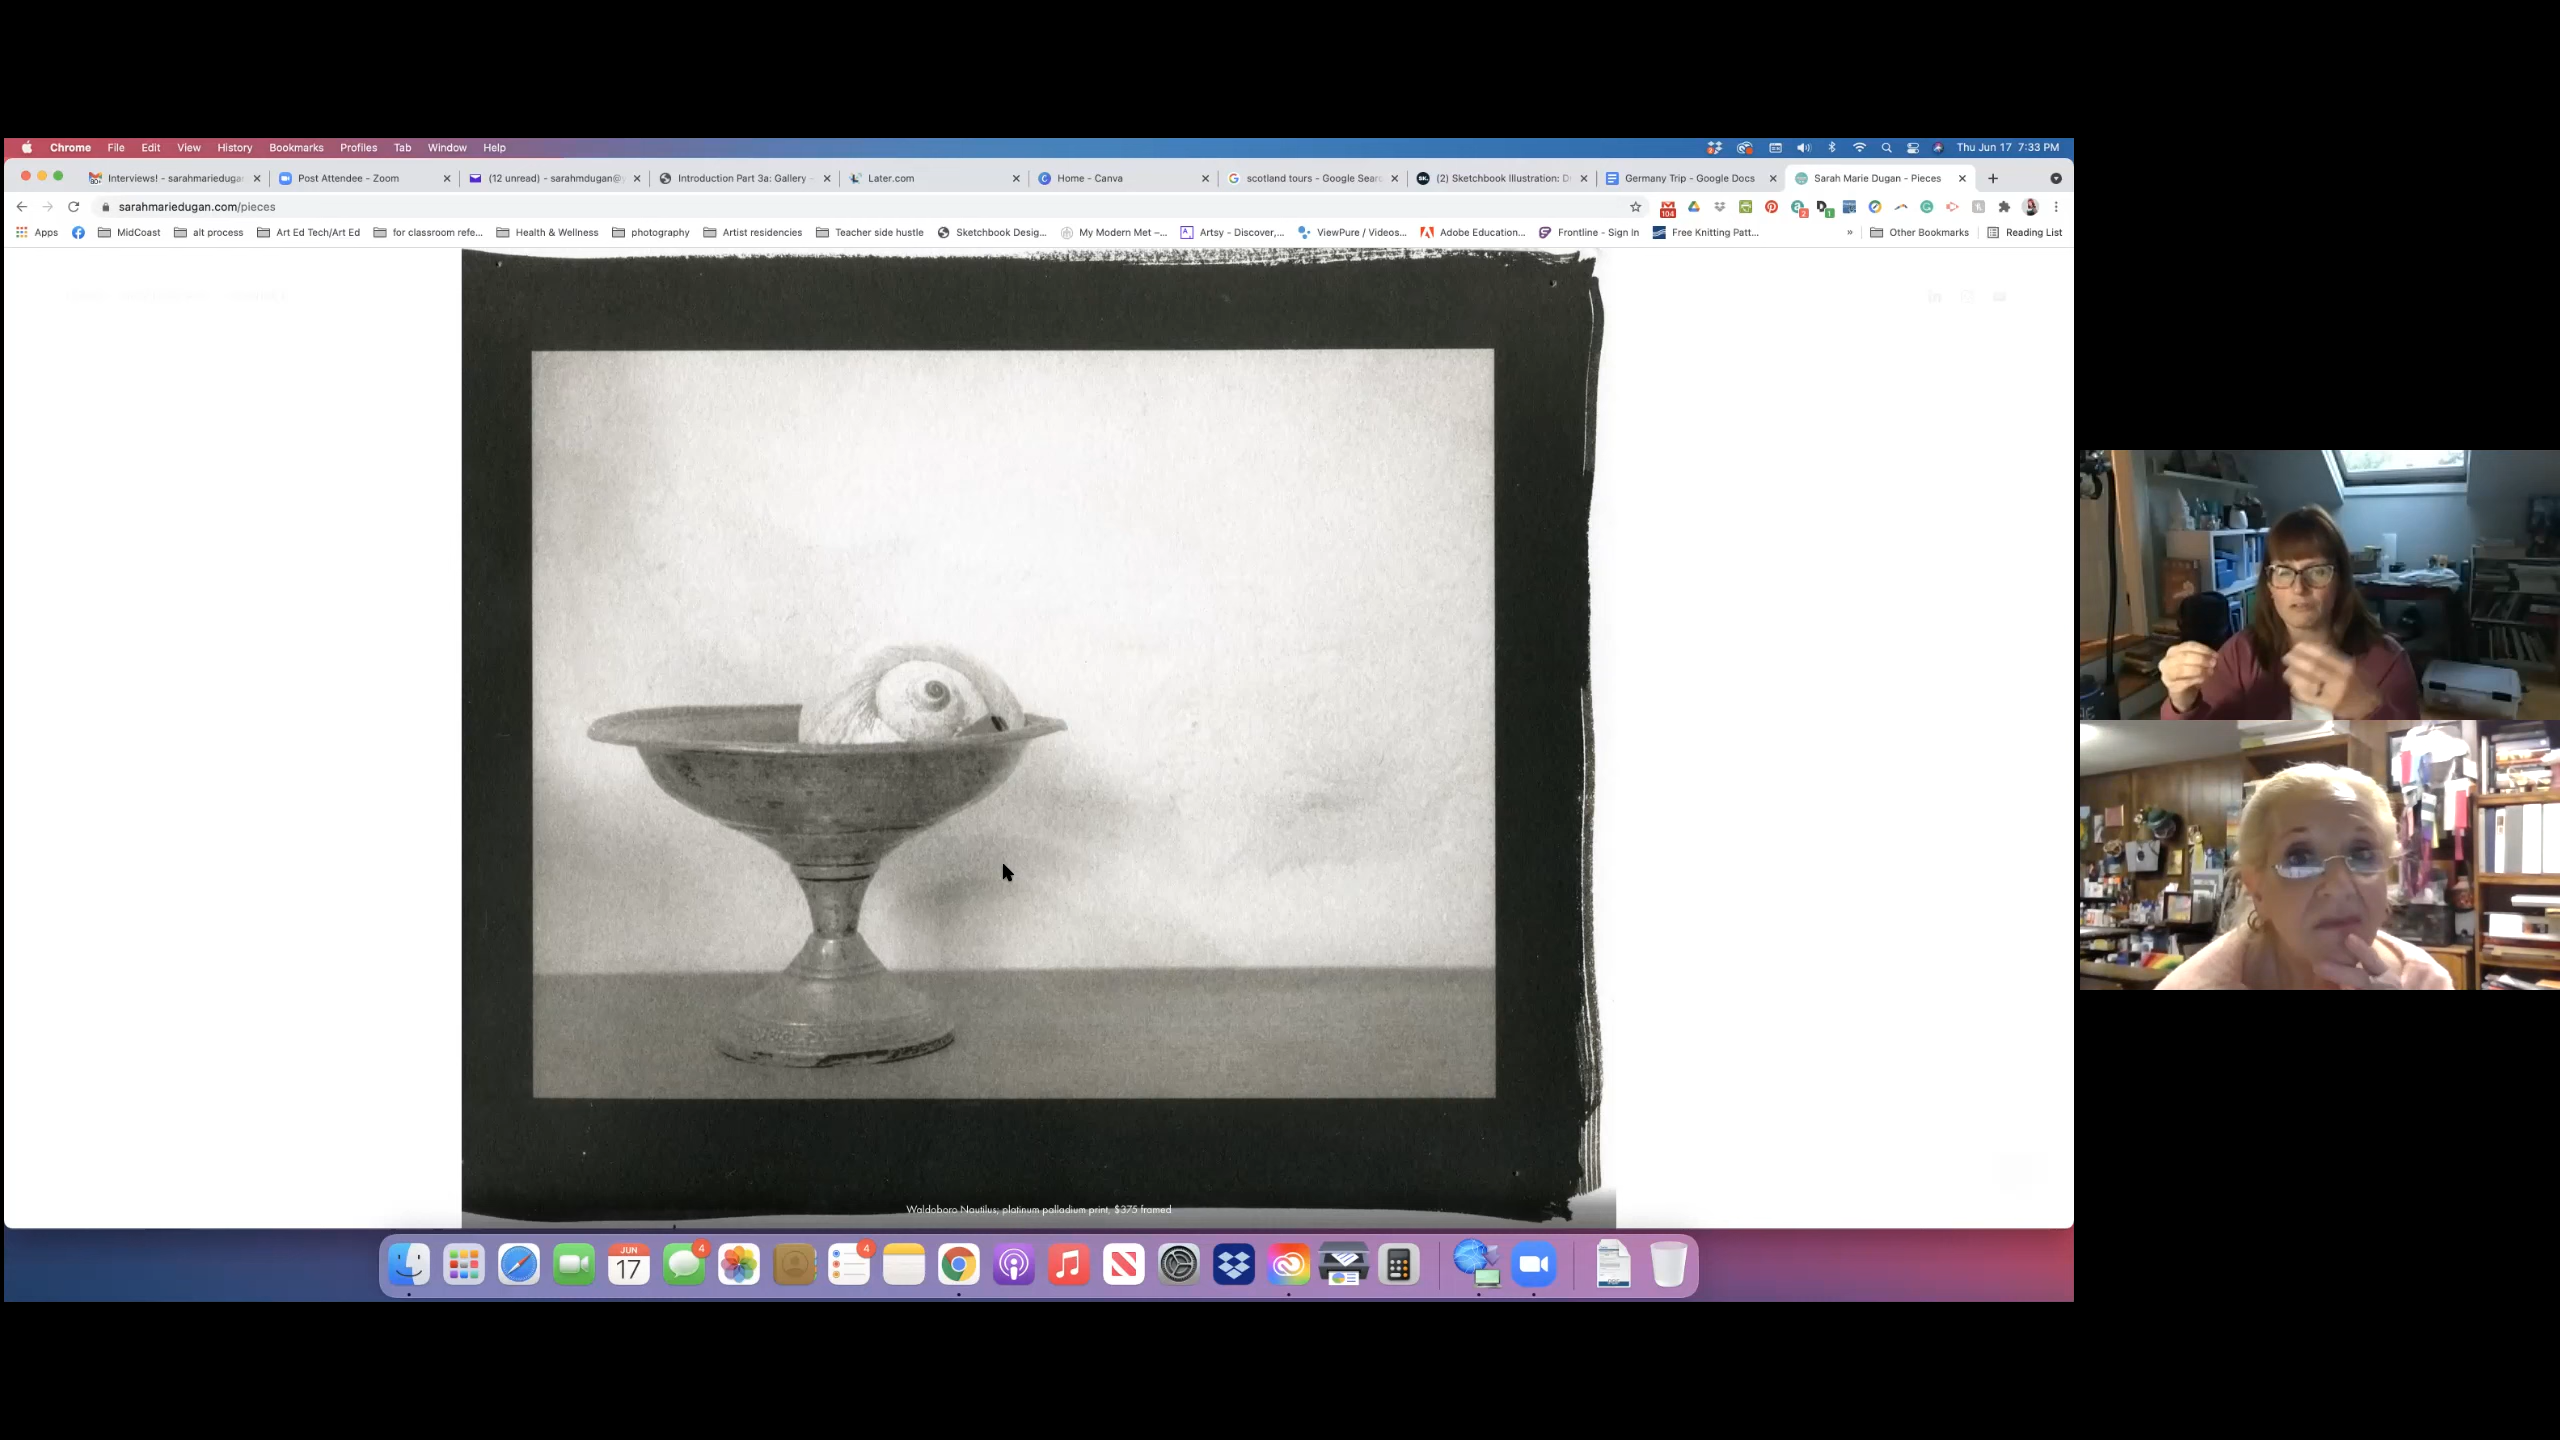 Chrome File Edit View History Bookmarks Profiles Tab Window Help Thu Jun 17 7:33 PM
Interviews! - sarahmariedugan Post Attendee - Zoom (12 unread) - sarahmdugan@y Introduction Part 3a: Gallery - Later.com Home - Canva scotland tours - Google Searc (2) Sketchbook Illustration: D Germany Trip - Google Docs Sarah Marie Dugan - Pieces
sarahmariedugan.com/pieces 104 2 1
Apps MidCoast alt process Art Ed Tech/Art Ed for classroom refe... Health & Wellness photography Artist residencies Teacher side hustle Sketchbook Desig... My Modern Met –... Artsy - Discover,... ViewPure / Videos... Adobe Education... Frontline - Sign In Free Knitting Patt... » Other Bookmarks Reading List
Waldoboro Nautilus; platinum palladium print, $375 framed
JUN 4 4
17